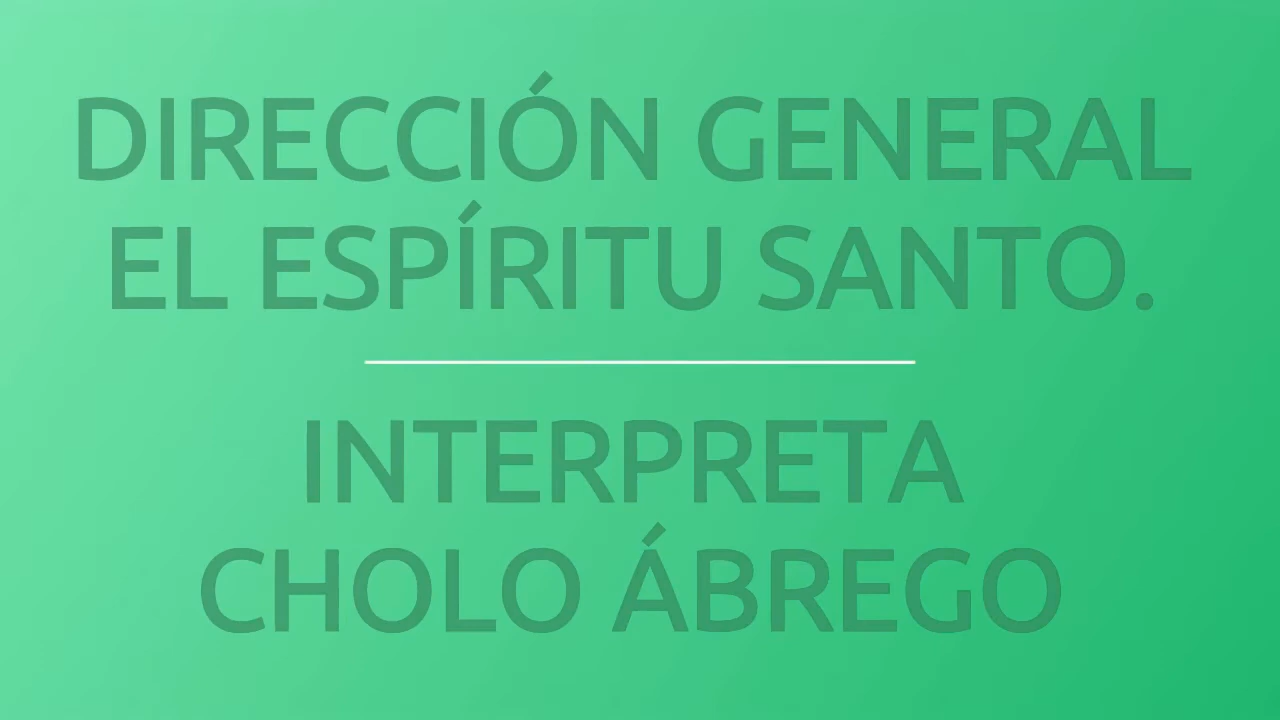 DIRECCIÓN GENERAL
EL ESPÍRITU SANTO.
INTERPRETA
CHOLO ÁBREGO